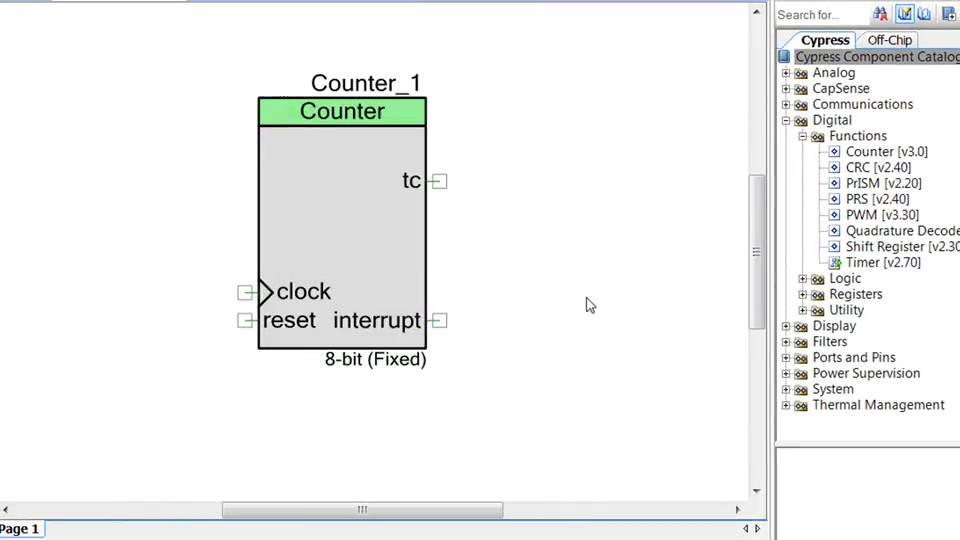 Search for...
Cypress
Off-Chip
Cypress Component Catalog
Analog
CapSense
Communications
Digital
Functions
Counter [v3.0]
CRC [v2.40]
PrISM [v2.20]
PRS [v2.40]
PWM [v3.30]
Quadrature Decode
Shift Register [v2.30
Timer [v2.70]
Logic
Registers
Utility
Display
Filters
Ports and Pins
Power Supervision
System
Thermal Management
Counter_1
Counter
tc
clock
reset interrupt
8-bit (Fixed)
Page 1